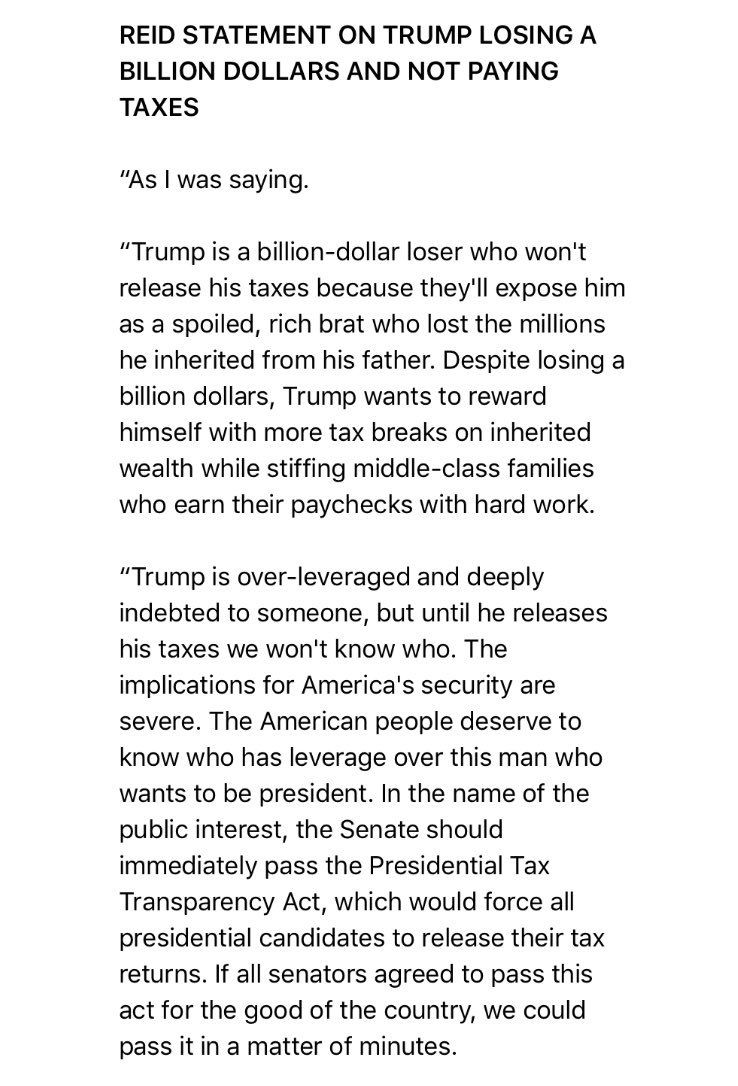 REID STATEMENT ON TRUMP LOSING A
BILLION DOLLARS AND NOT PAYING
TAXES
“As I was saying.
“Trump is a billion-dollar loser who won't
release his taxes because they'll expose him
as a spoiled, rich brat who lost the millions
he inherited from his father. Despite losing a
billion dollars, Trump wants to reward
himself with more tax breaks on inherited
wealth while stiffing middle-class families
who earn their paychecks with hard work.
“Trump is over-leveraged and deeply
indebted to someone, but until he releases
his taxes we won't know who. The
implications for America's security are
severe. The American people deserve to
know who has leverage over this man who
wants to be president. In the name of the
public interest, the Senate should
immediately pass the Presidential Tax
Transparency Act, which would force all
presidential candidates to release their tax
returns. If all senators agreed to pass this
act for the good of the country, we could
pass it in a matter of minutes.